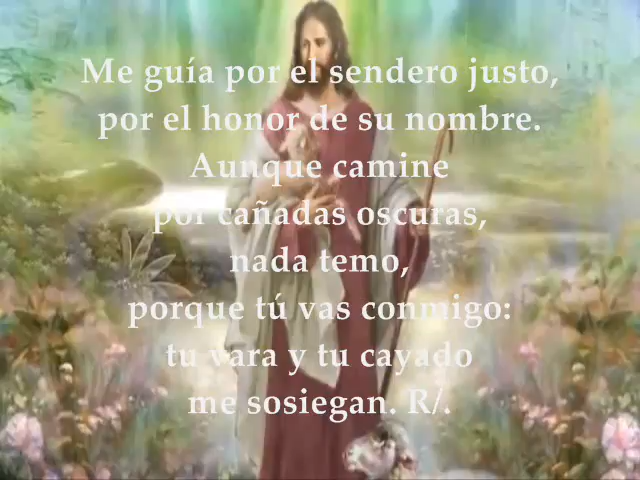 Me guía por el sendero justo,
por el honor de su nombre.
Aunque camine
por cañadas oscuras,
nada temo,
porque tú vas conmigo:
tu vara y tu cayado
me sosiegan. R/.